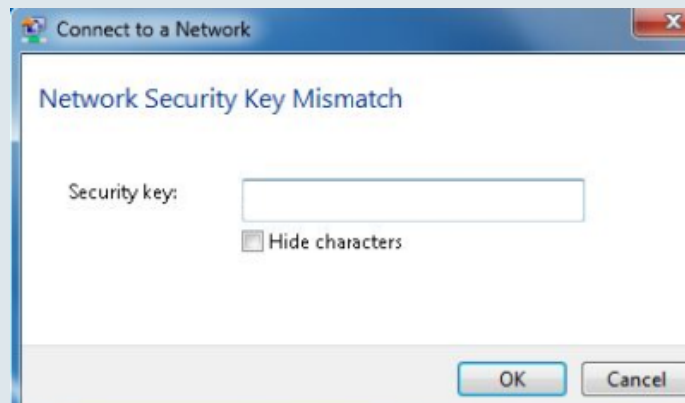 Connect to a Network
Network Security Key Mismatch
Security key:
Hide characters
OK
Cancel